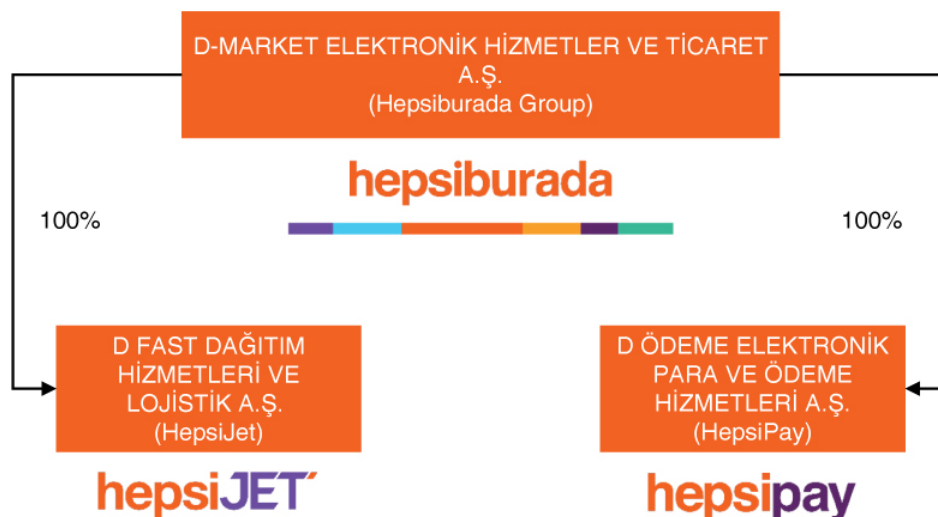 D-MARKET ELEKTRONİK HİZMETLER VE TİCARET
A.Ş.
(Hepsiburada Group)
hepsiburada
100%
100%
D FAST DAĞITIM
HİZMETLERİ VE
LOJİSTİK A.Ş.
(HepsiJet)
hepsiJET
D ÖDEME ELEKTRONİK
PARA VE ÖDEME
HİZMETLERİ A.Ş.
(HepsiPay)
hepsipay